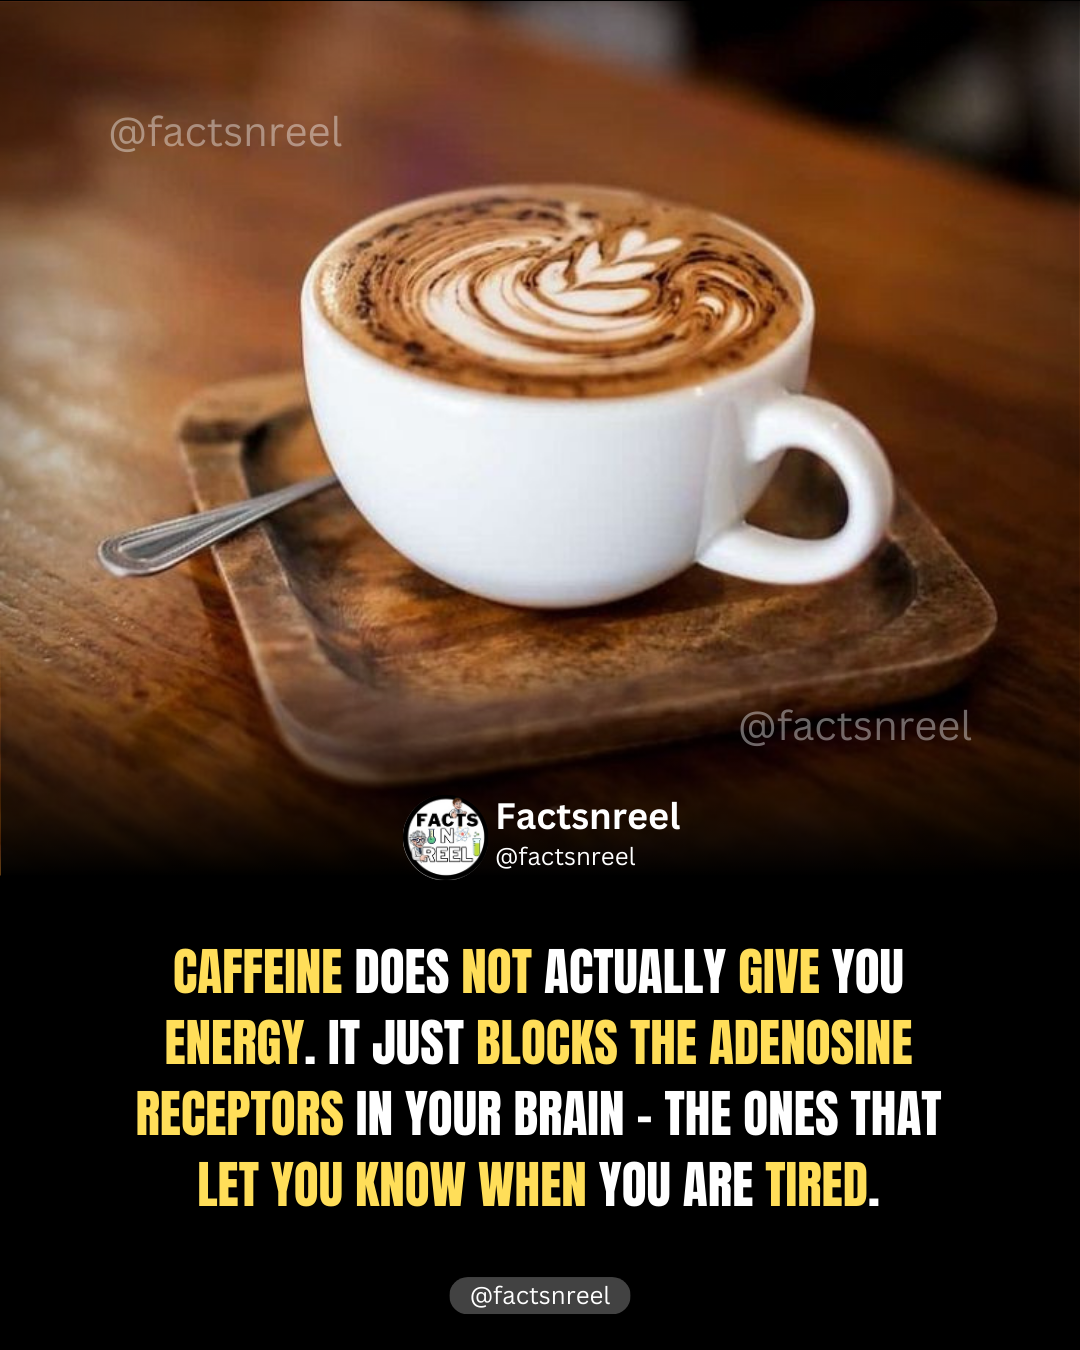 @factsnreel
@factsnreel
FACTS
IN
REEL
Factsnreel
@factsnreel
CAFFEINE DOES NOT ACTUALLY GIVE YOU
ENERGY. IT JUST BLOCKS THE ADENOSINE
RECEPTORS IN YOUR BRAIN - THE ONES THAT
LET YOU KNOW WHEN YOU ARE TIRED.
@factsnreel